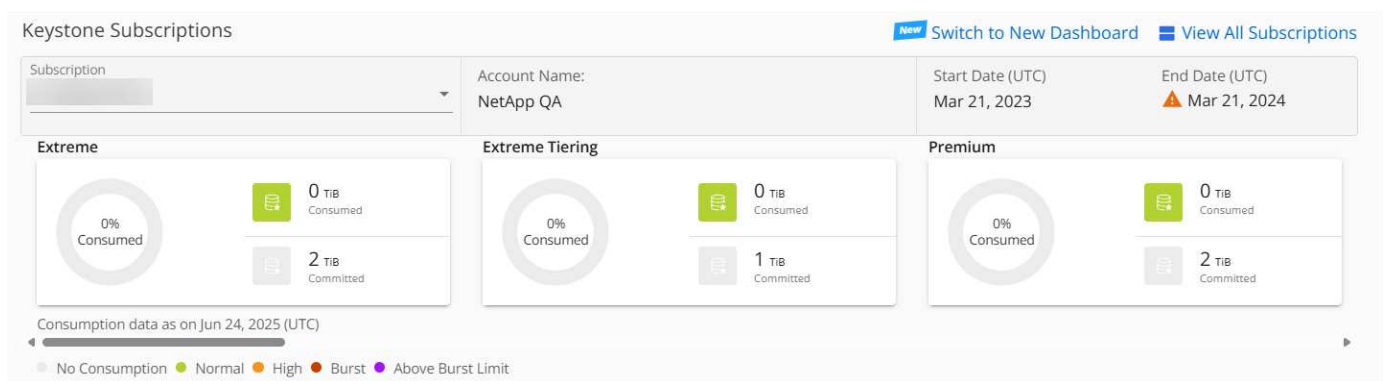 Keystone Subscriptions
New Switch to New Dashboard View All Subscriptions
Subscription
Account Name:
NetApp QA
Start Date (UTC)
Mar 21, 2023
End Date (UTC)
Mar 21, 2024
Extreme
0%
Consumed
0 TiB
Consumed
2 TiB
Committed
Extreme Tiering
0%
Consumed
0 TiB
Consumed
1 TiB
Committed
Premium
0%
Consumed
0 TiB
Consumed
2 TiB
Committed
Consumption data as on Jun 24, 2025 (UTC)
No Consumption Normal High Burst Above Burst Limit